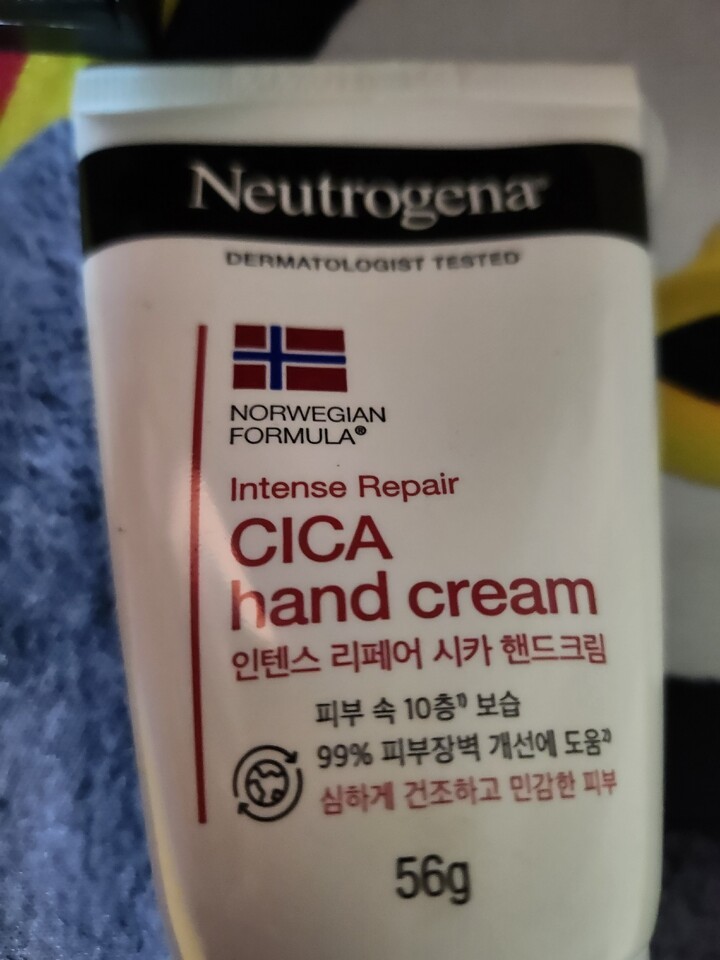 Neutrogena®
DERMATOLOGIST TESTED
NORWEGIAN
FORMULA®
Intense Repair
CICA
hand cream
인텐스 리페어 시카 핸드크림
피부 속 10층¹⁾ 보습
99% 피부장벽 개선에 도움²⁾
심하게 건조하고 민감한 피부
56g